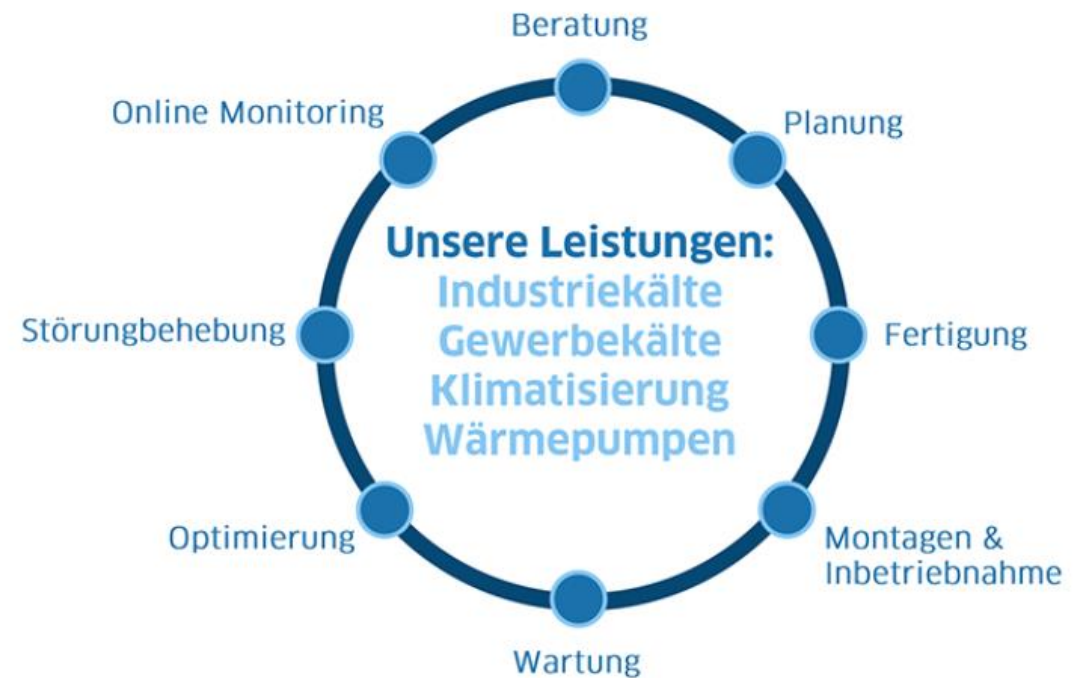 Beratung
Online Monitoring
Planung
Unsere Leistungen:
Industriekälte
Gewerbekälte
Klimatisierung
Wärmepumpen
Störungbehebung
Fertigung
Optimierung
Montagen &
Inbetriebnahme
Wartung